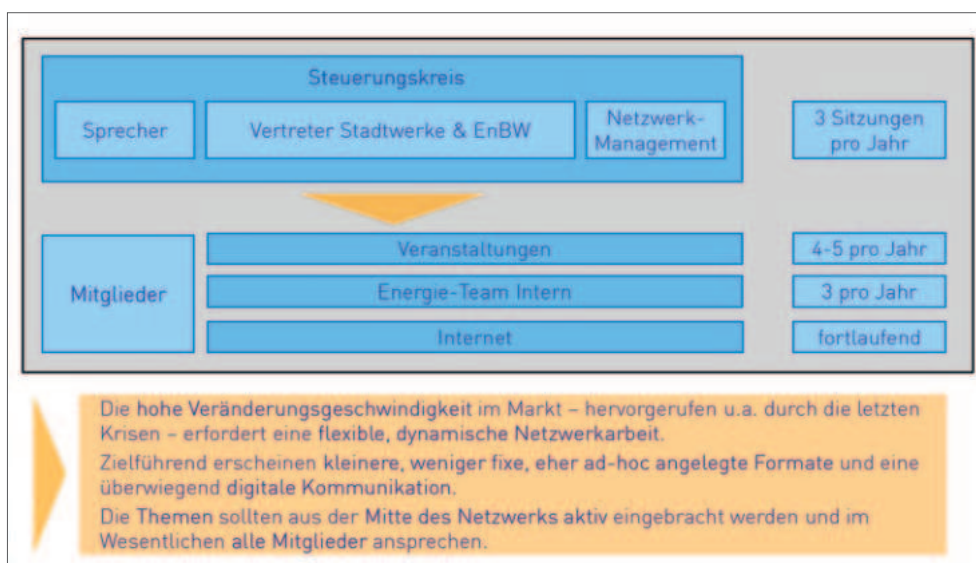 Steuerungskreis
Sprecher
Vertreter Stadtwerke & EnBW
Netzwerk-
Management
3 Sitzungen
pro Jahr
Mitglieder
Veranstaltungen
4-5 pro Jahr
Energie-Team Intern
3 pro Jahr
Internet
fortlaufend
Die hohe Veränderungsgeschwindigkeit im Markt – hervorgerufen u.a. durch die letzten
Krisen – erfordert eine flexible, dynamische Netzwerkarbeit.
Zielführend erscheinen kleinere, weniger fixe, eher ad-hoc angelegte Formate und eine
überwiegend digitale Kommunikation.
Die Themen sollten aus der Mitte des Netzwerks aktiv eingebracht werden und im
Wesentlichen alle Mitglieder ansprechen.